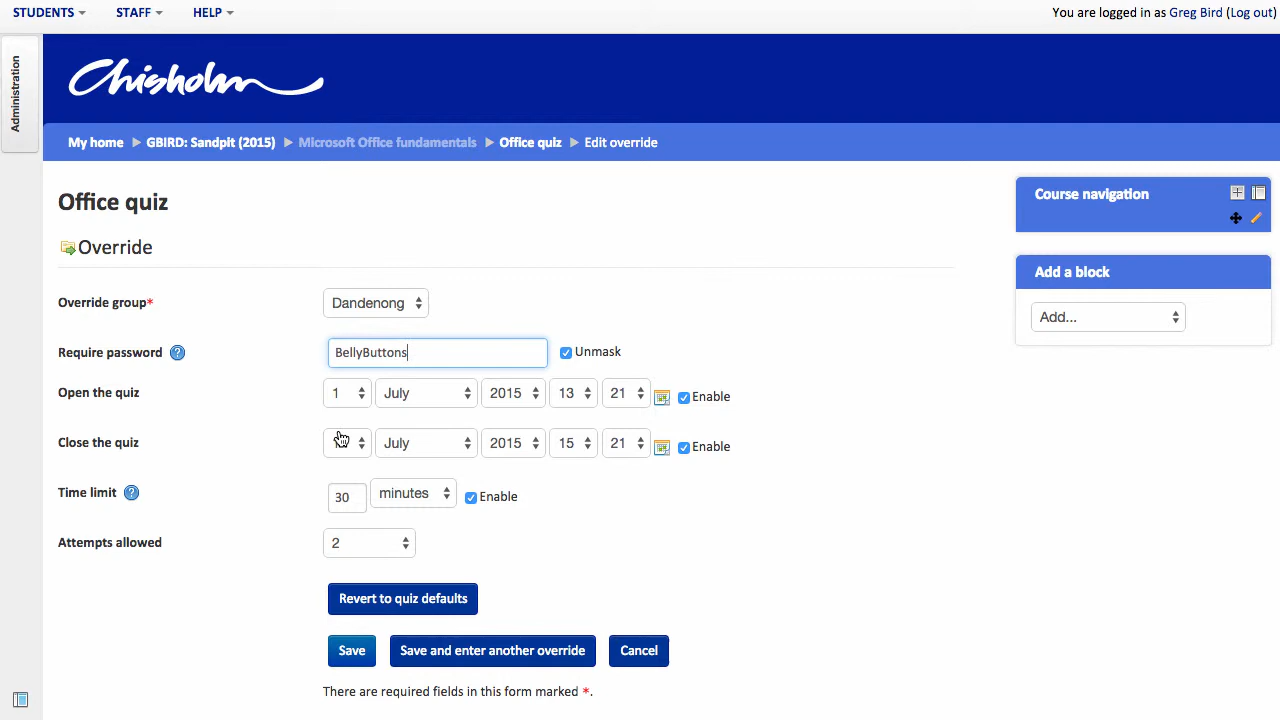 STUDENTS STAFF HELP You are logged in as Greg Bird (Log out)
Administration
Chisholm
My home GBIRD: Sandpit (2015) Microsoft Office fundamentals Office quiz Edit override
Course navigation
Office quiz
Override
Add a block
Add...
Override group* Dandenong
Require password BellyButtons Unmask
Open the quiz 1 July 2015 13 21 Enable
Close the quiz July 2015 15 21 Enable
Time limit 30 minutes Enable
Attempts allowed 2
Revert to quiz defaults
Save Save and enter another override Cancel
There are required fields in this form marked *.